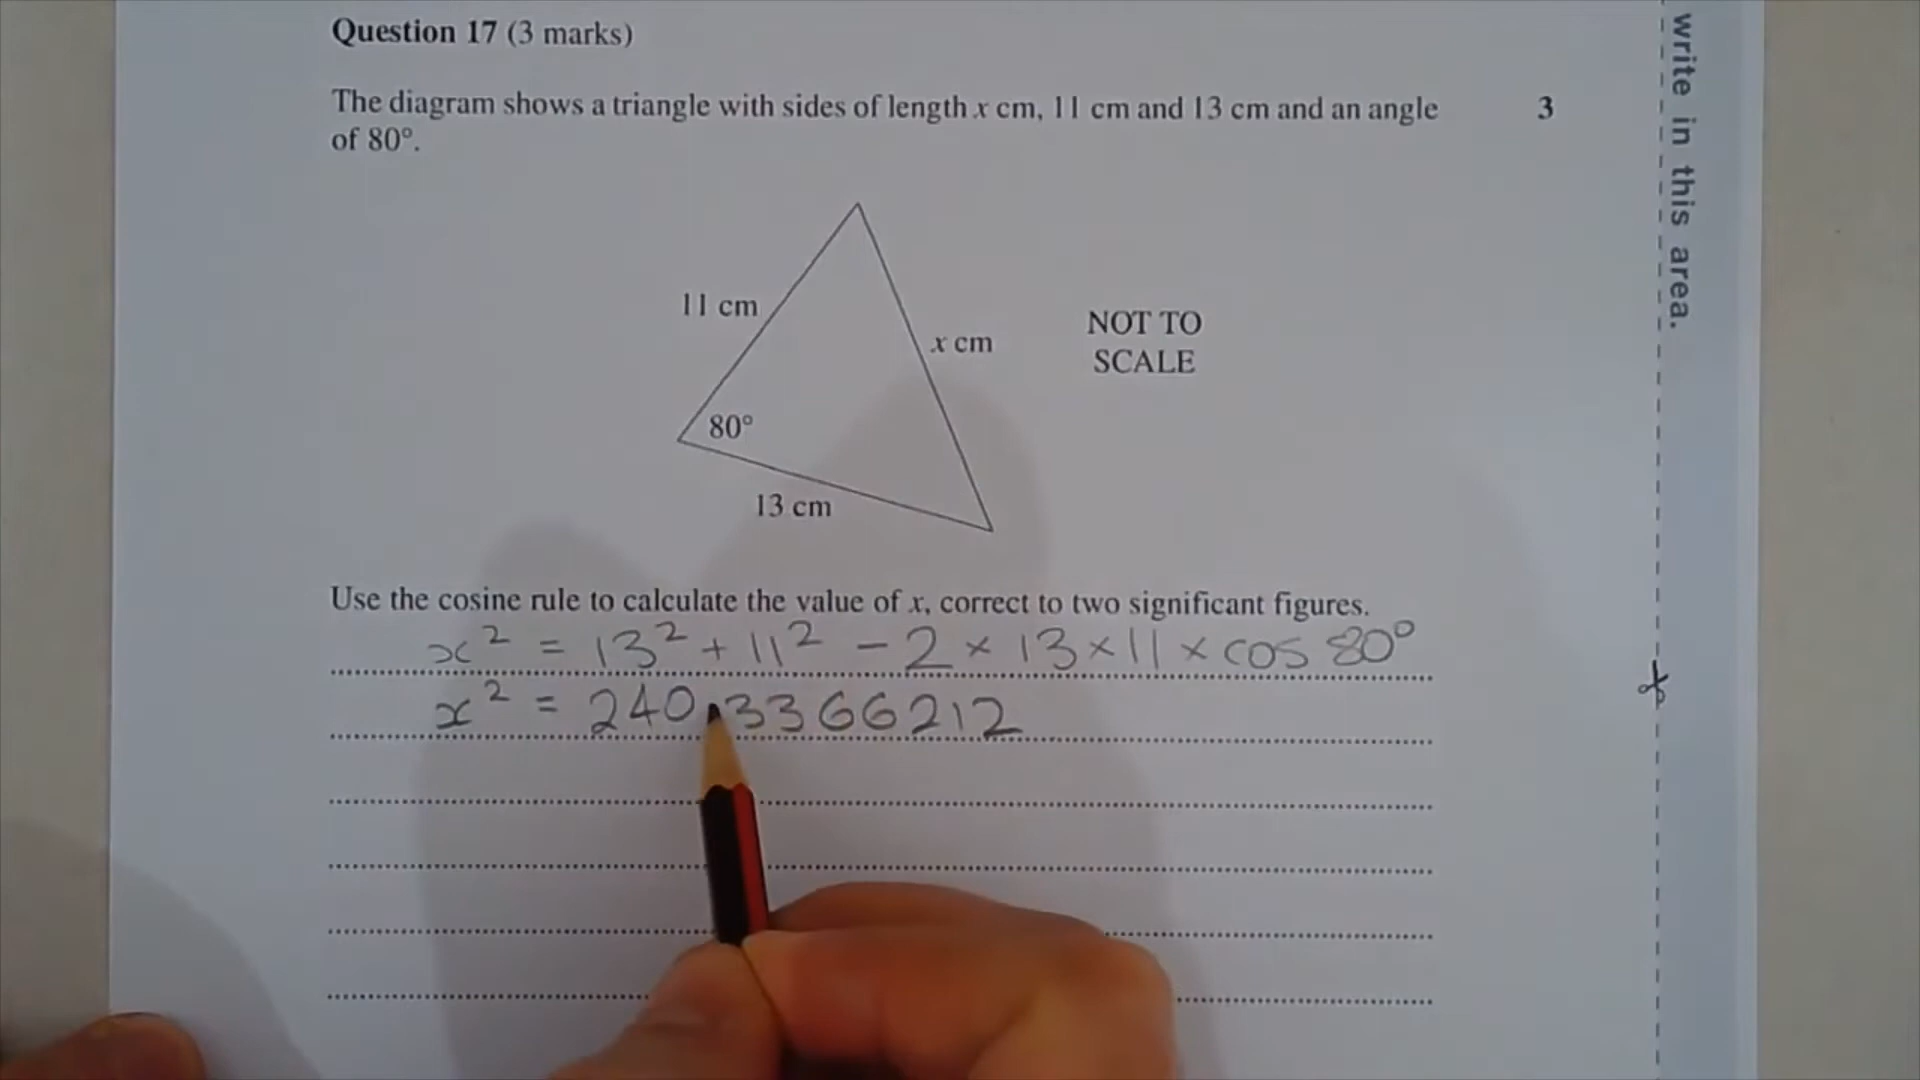 Question 17 (3 marks)
The diagram shows a triangle with sides of length x cm, 11 cm and 13 cm and an angle
of 80°.
3
11 cm
x cm
NOT TO
SCALE
80°
13 cm
Use the cosine rule to calculate the value of x, correct to two significant figures.
x² = 13² + 11² - 2 × 13 × 11 × cos 80°
x² = 240.3366212
write in this area.